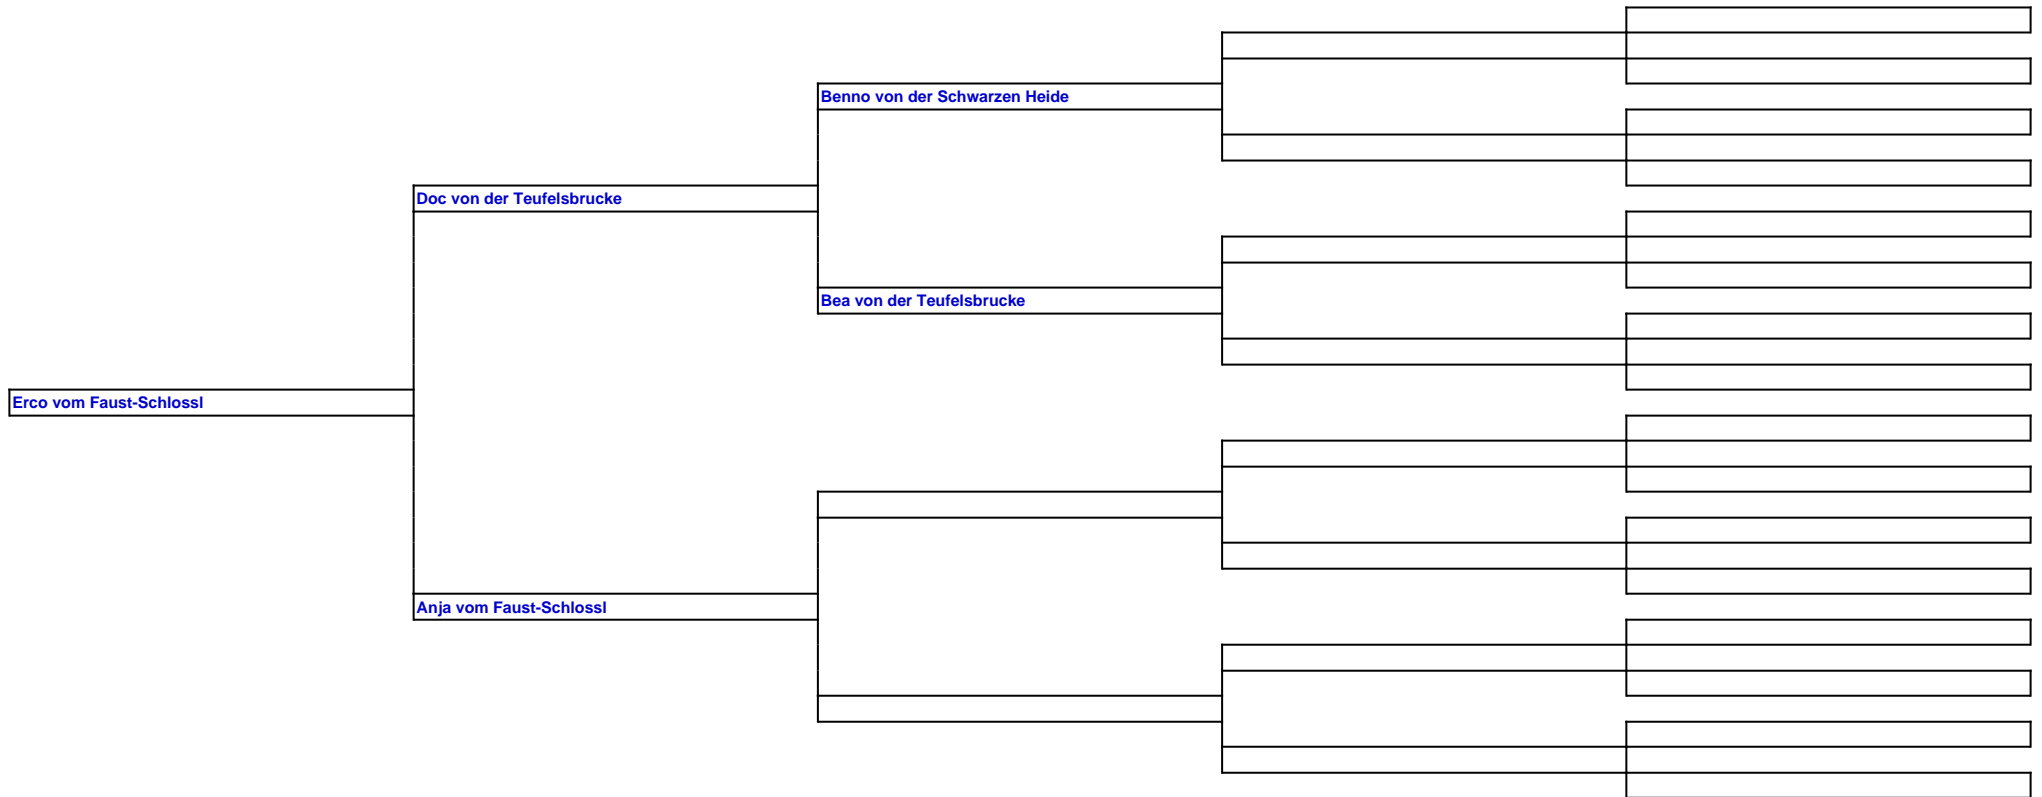 Benno von der Schwarzen Heide
Doc von der Teufelsbrucke
Bea von der Teufelsbrucke
Erco vom Faust-Schlossl
Anja vom Faust-Schlossl